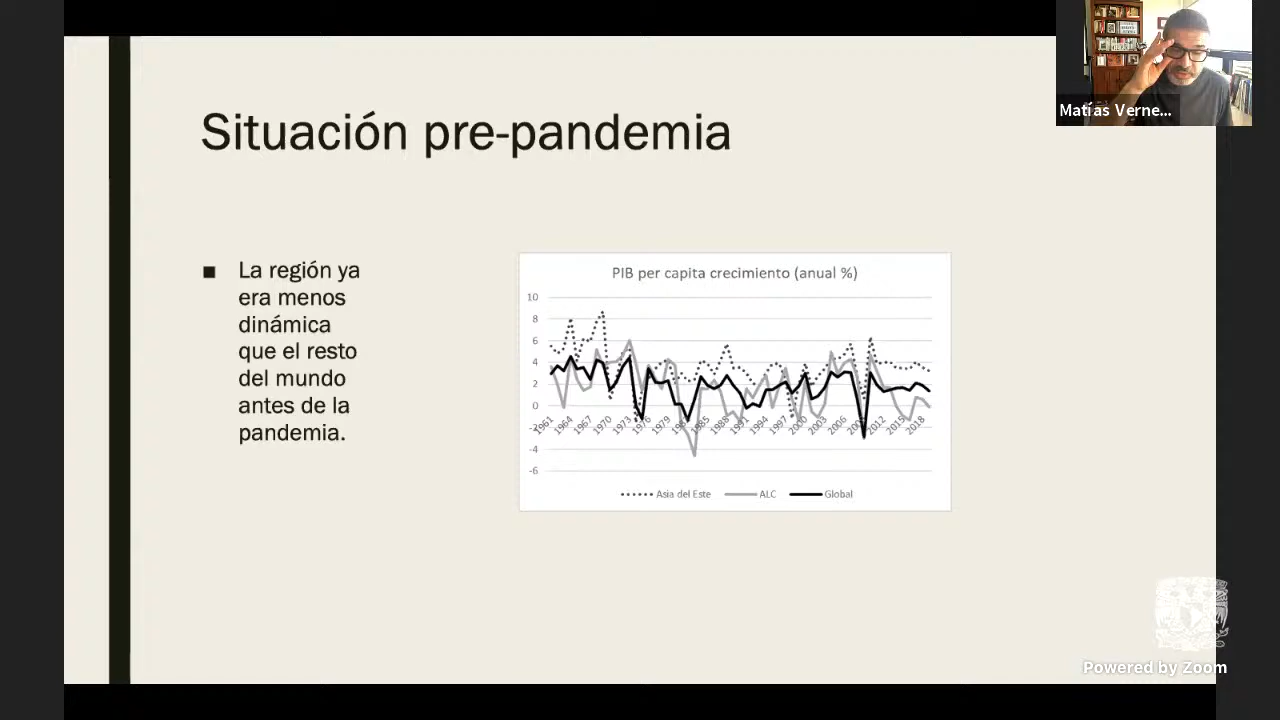 Matías Verne...
Situación pre-pandemia
■ La región ya
era menos
dinámica
que el resto
del mundo
antes de la
pandemia.
PIB per capita crecimiento (anual %)
10
8
6
4
2
0
-2
-4
-6
1961 1964 1967 1970 1973 1976 1979 1985 1988 1991 1994 1997 2000 2003 2006 2012 2015 2018
Asia del Este ALC Global
Powered by Zoom